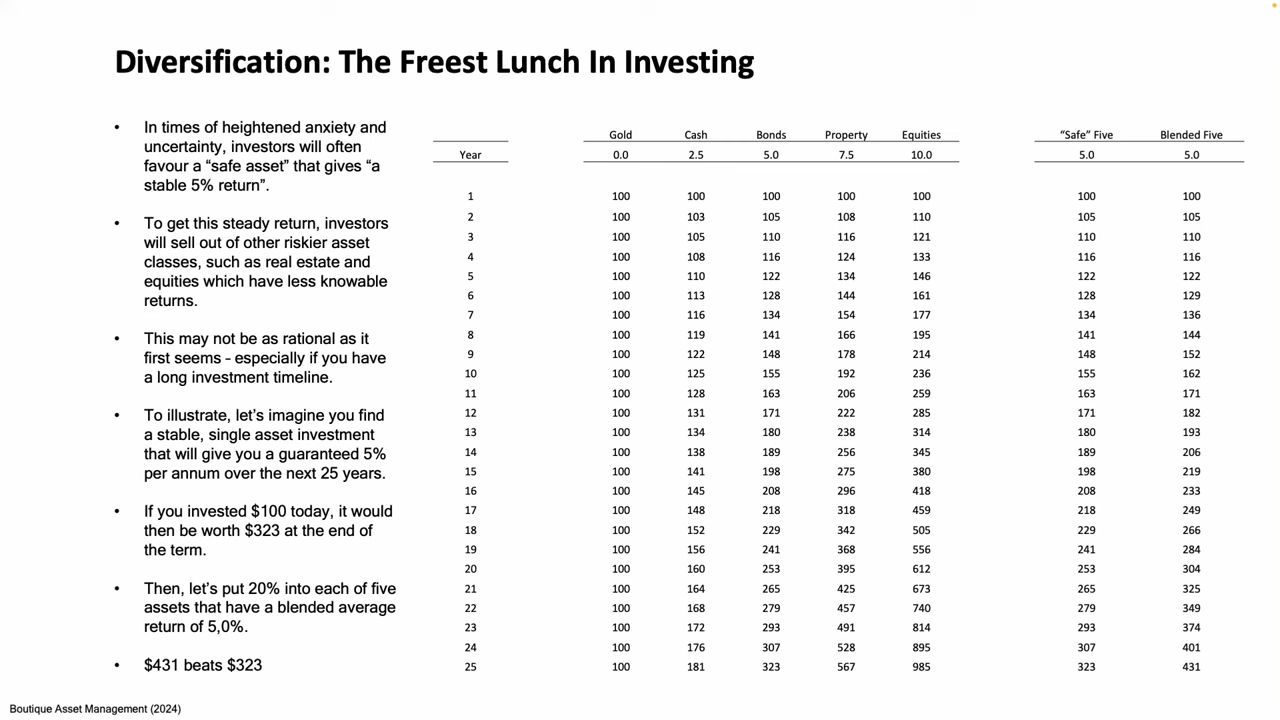 Diversification: The Freest Lunch In Investing
• In times of heightened anxiety and
uncertainty, investors will often
favour a “safe asset” that gives “a
stable 5% return”.
• To get this steady return, investors
will sell out of other riskier asset
classes, such as real estate and
equities which have less knowable
returns.
• This may not be as rational as it
first seems – especially if you have
a long investment timeline.
• To illustrate, let’s imagine you find
a stable, single asset investment
that will give you a guaranteed 5%
per annum over the next 25 years.
• If you invested $100 today, it would
then be worth $323 at the end of
the term.
• Then, let’s put 20% into each of five
assets that have a blended average
return of 5,0%.
• $431 beats $323
Gold Cash Bonds Property Equities “Safe” Five Blended Five
Year 0.0 2.5 5.0 7.5 10.0 5.0 5.0
1 100 100 100 100 100 100 100
2 100 103 105 108 110 105 105
3 100 105 110 116 121 110 110
4 100 108 116 124 133 116 116
5 100 110 122 134 146 122 122
6 100 113 128 144 161 128 129
7 100 116 134 154 177 134 136
8 100 119 141 166 195 141 144
9 100 122 148 178 214 148 152
10 100 125 155 192 236 155 162
11 100 128 163 206 259 163 171
12 100 131 171 222 285 171 182
13 100 134 180 238 314 180 193
14 100 138 189 256 345 189 206
15 100 141 198 275 380 198 219
16 100 145 208 296 418 208 233
17 100 148 218 318 459 218 249
18 100 152 229 342 505 229 266
19 100 156 241 368 556 241 284
20 100 160 253 395 612 253 304
21 100 164 265 425 673 265 325
22 100 168 279 457 740 279 349
23 100 172 293 491 814 293 374
24 100 176 307 528 895 307 401
25 100 181 323 567 985 323 431
Boutique Asset Management (2024)